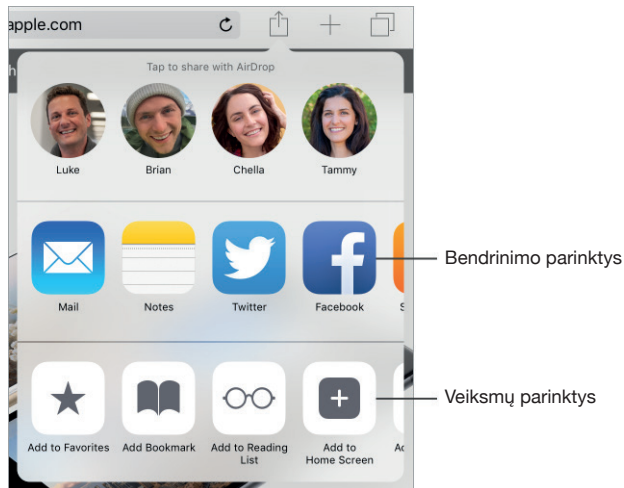 apple.com
Tap to share with AirDrop
Luke
Brian
Chella
Tammy
Bendrinimo parinktys
Mail
Notes
Twitter
Facebook
S
Veiksmų parinktys
Add to Favorites
Add Bookmark
Add to Reading
List
Add to
Home Screen